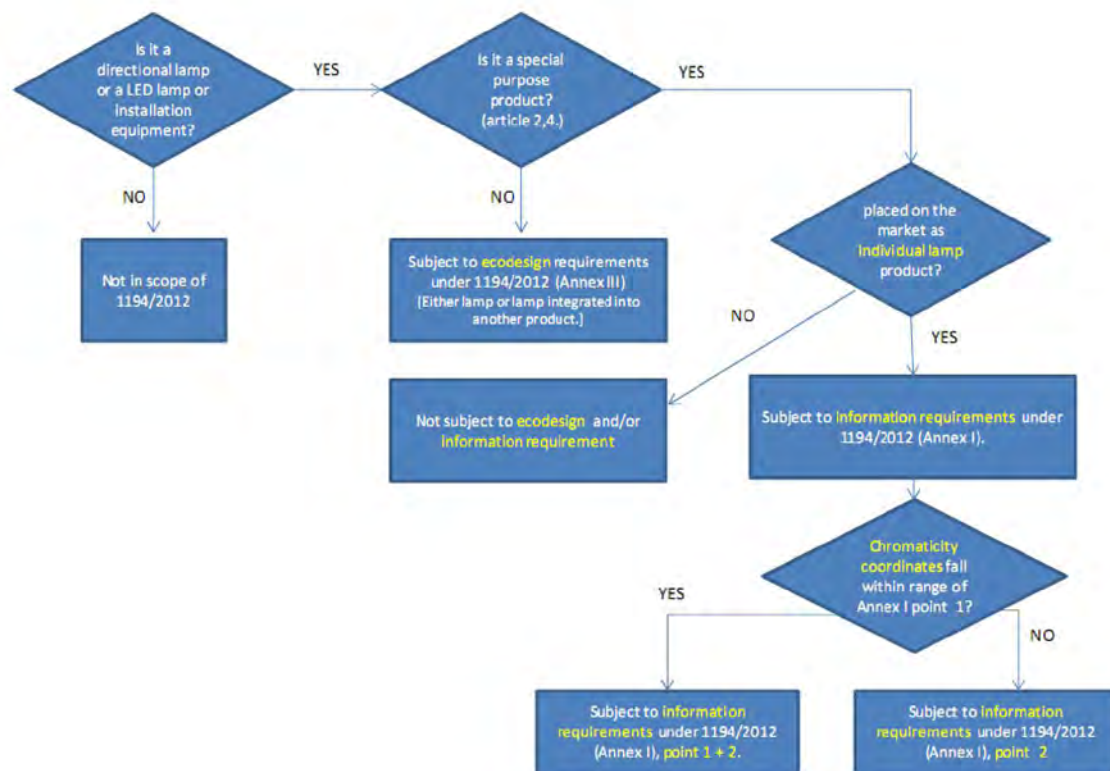 Is it a
directional lamp
or a LED lamp or
installation
equipment?
YES
Is it a special
purpose
product?
(article 2,4.)
YES
NO
NO
placed on the
market as
individual lamp
product?
Not in scope of
1194/2012
Subject to ecodesign requirements
under 1194/2012 (Annex III)
[Either lamp or lamp integrated into
another product.]
NO
YES
Not subject to ecodesign and/or
information requirement
Subject to information requirements under
1194/2012 (Annex I).
Chromaticity
coordinates fall
within range of
Annex I point 1?
YES
NO
Subject to information
requirements under 1194/2012
(Annex I), point 1 + 2.
Subject to information
requirements under 1194/2012
(Annex I), point 2